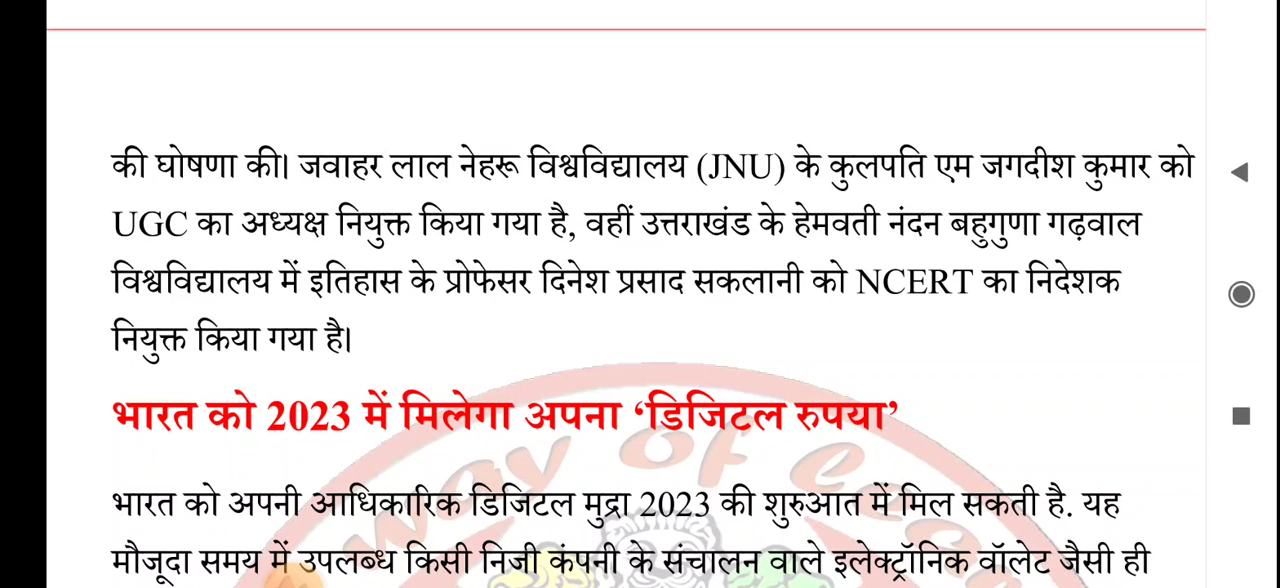 की घोषणा की। जवाहर लाल नेहरू विश्वविद्यालय (JNU) के कुलपति एम जगदीश कुमार को
UGC का अध्यक्ष नियुक्त किया गया है, वहीं उत्तराखंड के हेमवती नंदन बहुगुणा गढ़वाल
विश्वविद्यालय में इतिहास के प्रोफेसर दिनेश प्रसाद सकलानी को NCERT का निदेशक
नियुक्त किया गया है।
भारत को 2023 में मिलेगा अपना ‘डिजिटल रुपया’
way of
भारत को अपनी आधिकारिक डिजिटल मुद्रा 2023 की शुरुआत में मिल सकती है. यह
मौजूदा समय में उपलब्ध किसी निजी कंपनी के संचालन वाले इलेक्ट्रॉनिक वॉलेट जैसी ही